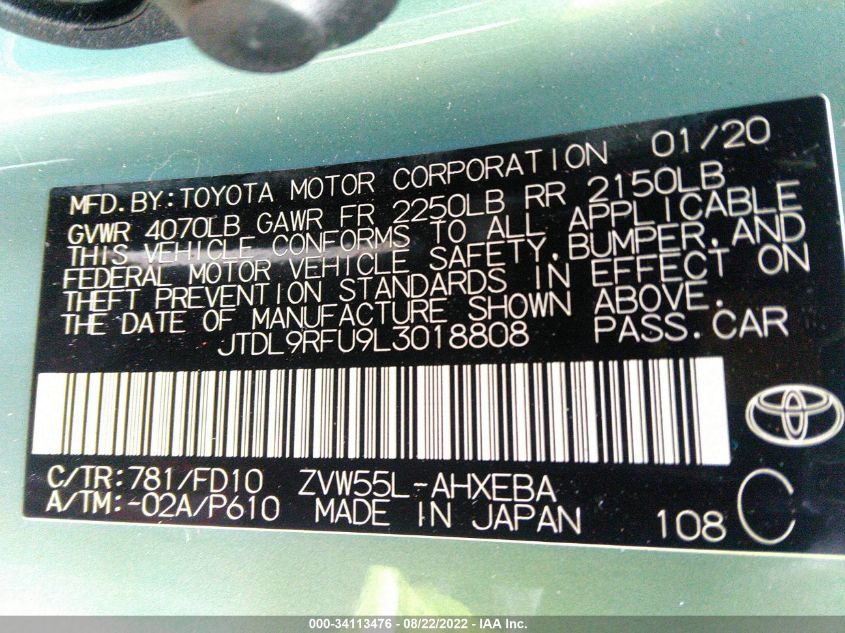 MFD. BY: TOYOTA MOTOR CORPORATION 01/20
GVWR 4070LB GAWR FR 2250LB RR 2150LB
THIS VEHICLE CONFORMS TO ALL APPLICABLE
FEDERAL MOTOR VEHICLE SAFETY, BUMPER, AND
THEFT PREVENTION STANDARDS IN EFFECT ON
THE DATE OF MANUFACTURE SHOWN ABOVE.
JTDL9RFU9L3018808 PASS. CAR
C/TR: 781/FD10 ZVW55L-AHXEBA
A/TM: -02A/P610 MADE IN JAPAN 108 C
000-34113476 - 08/22/2022 - IAA Inc.